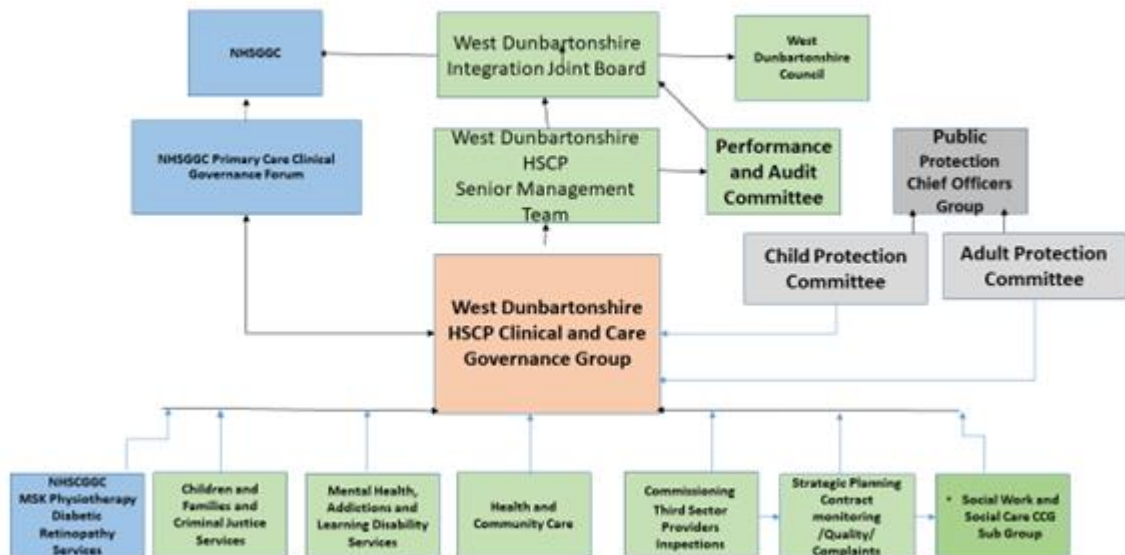 NHSGGC
West Dunbartonshire
Integration Joint Board
West
Dunbartonshire
Council
NHSGGC Primary Care Clinical
Governance Forum
West Dunbartonshire
HSCP
Senior Management
Team
Performance
and Audit
Committee
Public
Protection
Chief Officers
Group
Child Protection
Committee
Adult Protection
Committee
West Dunbartonshire
HSCP Clinical and Care
Governance Group
NHSCGGC
MSK Physiotherapy
Diabetic
Retinopathy
Services
Children and
Families and
Criminal Justice
Services
Mental Health,
Addictions and
Learning Disability
Services
Health and
Community Care
Commissioning
Third Sector
Providers
Inspections
Strategic Planning
Contract
monitoring
/Quality/
Complaints
• Social Work and
Social Care CCG
Sub Group